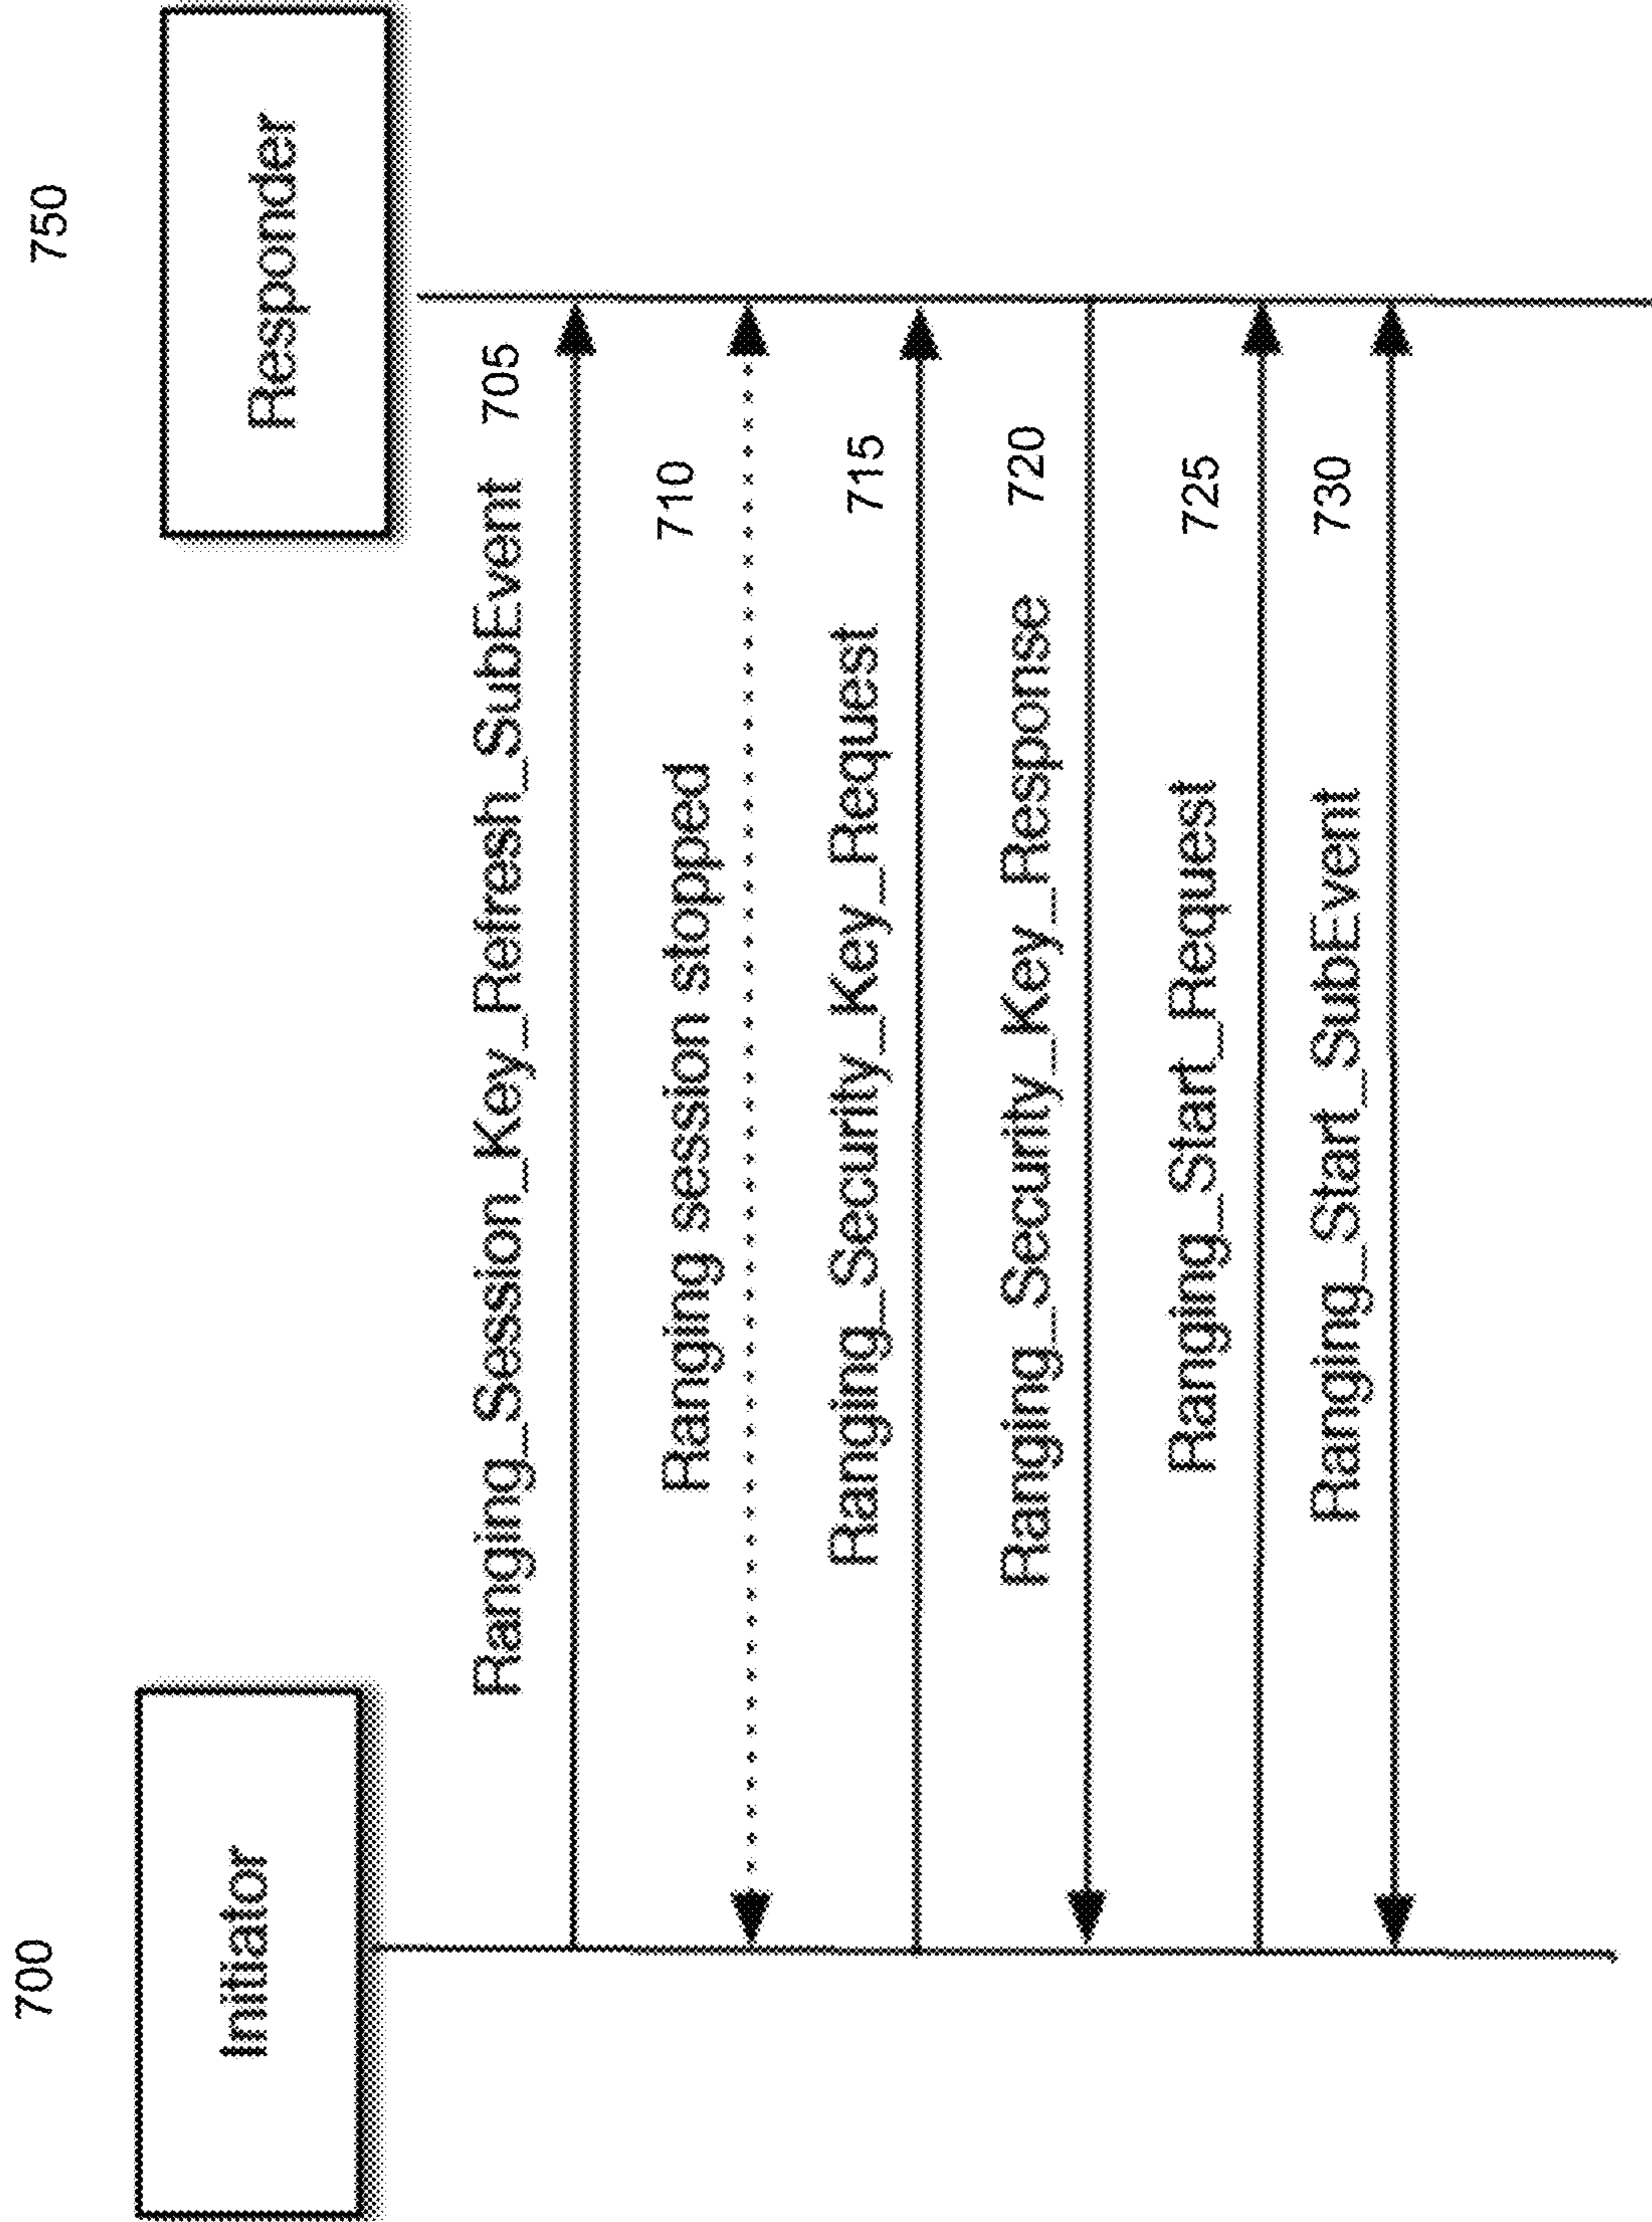 700
750
Initiator
Responder
Ranging_Session_Key_Refresh_SubEvent 705
Ranging session stopped 710
Ranging_Security_Key_Request 715
Ranging_Security_Key_Response 720
Ranging_Start_Request 725
Ranging_Start_SubEvent 730